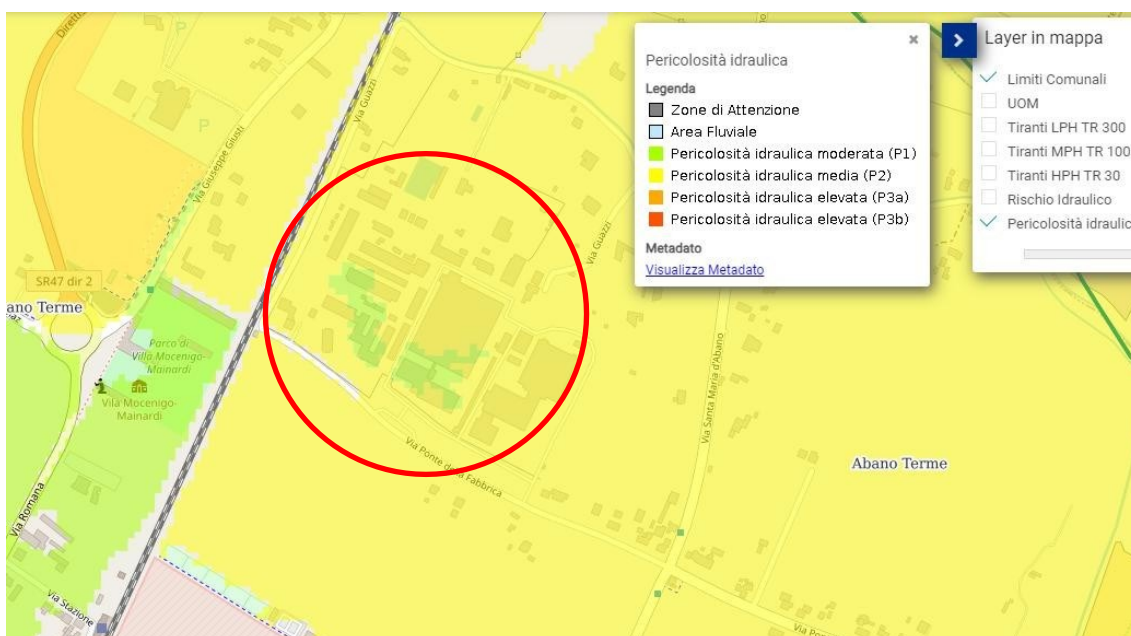 Pericolosità idraulica
×
Legenda
Zone di Attenzione
Area Fluviale
Pericolosità idraulica moderata (P1)
Pericolosità idraulica media (P2)
Pericolosità idraulica elevata (P3a)
Pericolosità idraulica elevata (P3b)
Metadato
Visualizza Metadato
Layer in mappa
Limiti Comunali
UOM
Tiranti LPH TR 300
Tiranti MPH TR 100
Tiranti HPH TR 30
Rischio Idraulico
Pericolosità idraulic
P
P
Via Guazzi
Via Giuseppe Giusti
Via Guazzi
SR47 dir 2
ano Terme
Parco di
Villa Mocenigo-
Mainardi
Villa Mocenigo-
Mainardi
Via Santa Maria d'Abano
Via Ponte della Fabbrica
Abano Terme
Via Romana
Via Stazione